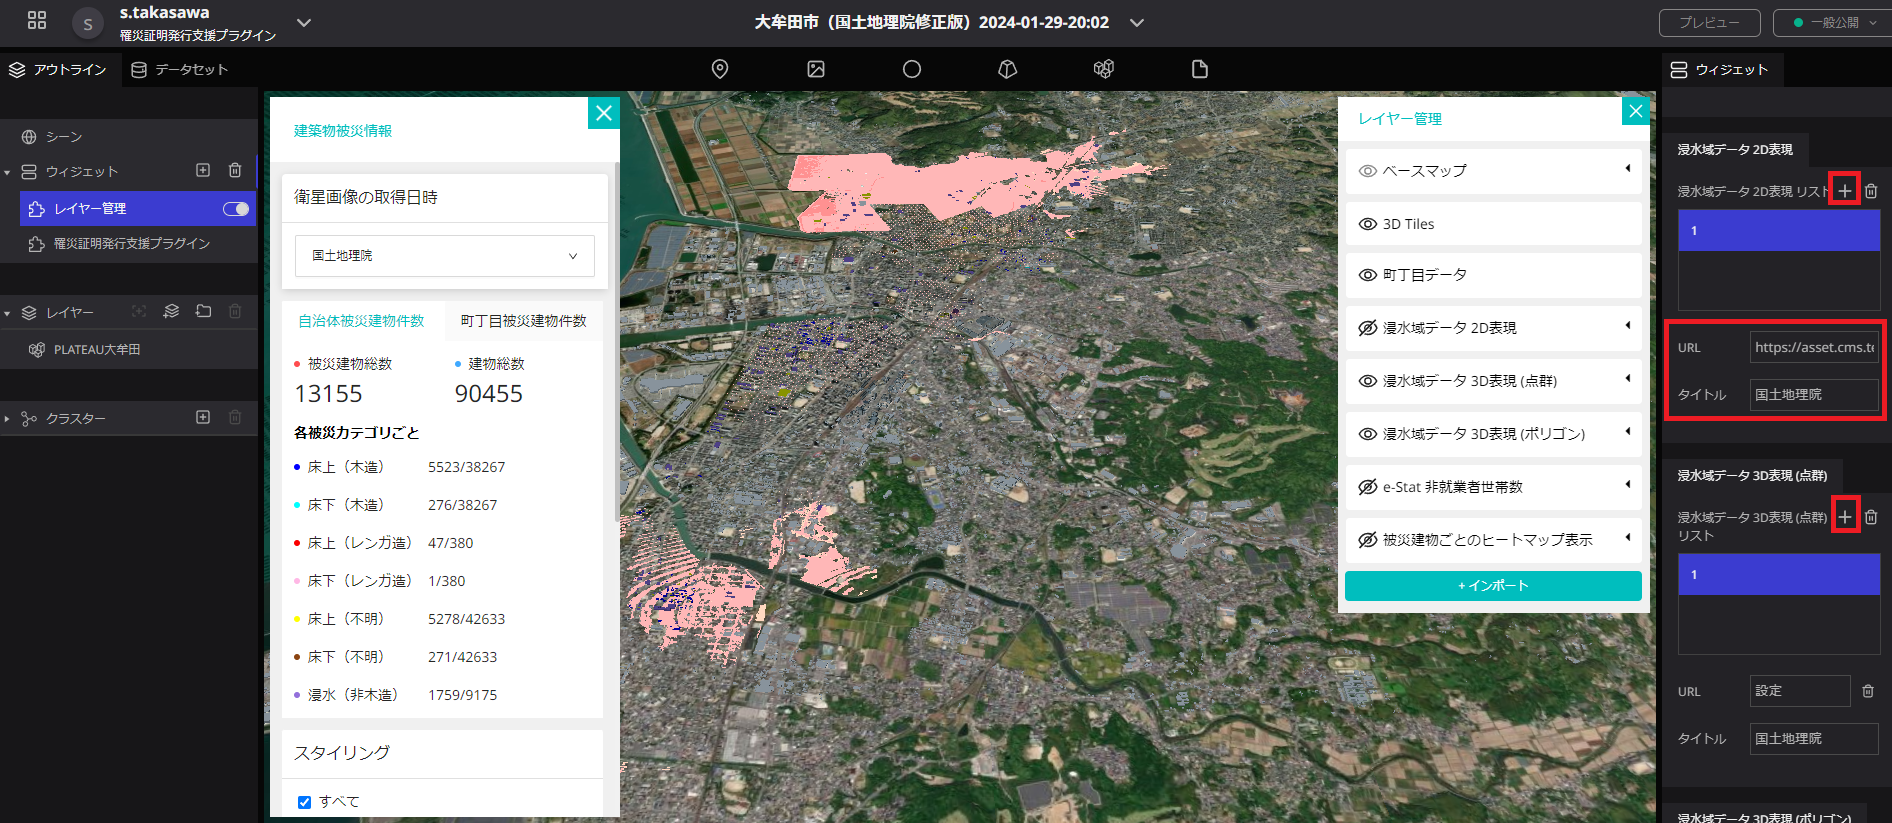 s.takasawa
S
罹災証明発行支援プラグイン
大牟田市（国土地理院修正版）2024-01-29-20:02
プレビュー
一般公開
アウトライン
データセット
シーン
ウィジェット
レイヤー管理
罹災証明発行支援プラグイン
レイヤー
PLATEAU大牟田
クラスター
建築物被災情報
衛星画像の取得日時
国土地理院
自治体被災建物件数
町丁目被災建物件数
被災建物総数
建物総数
13155
90455
各被災カテゴリごと
床上（木造） 5523/38267
床下（木造） 276/38267
床上（レンガ造） 47/380
床下（レンガ造） 1/380
床上（不明） 5278/42633
床下（不明） 271/42633
浸水（非木造） 1759/9175
スタイリング
すべて
レイヤー管理
ベースマップ
3D Tiles
町丁目データ
浸水域データ 2D表現
浸水域データ 3D表現 (点群)
浸水域データ 3D表現 (ポリゴン)
e-Stat 非就業者世帯数
被災建物ごとのヒートマップ表示
+ インポート
ウィジェット
浸水域データ 2D表現
浸水域データ 2D表現 リスト
1
URL
https://asset.cms.te
タイトル
国土地理院
浸水域データ 3D表現 (点群)
浸水域データ 3D表現 (点群)
リスト
1
URL
設定
タイトル
国土地理院
浸水域データ 3D表現 (ポリゴン)